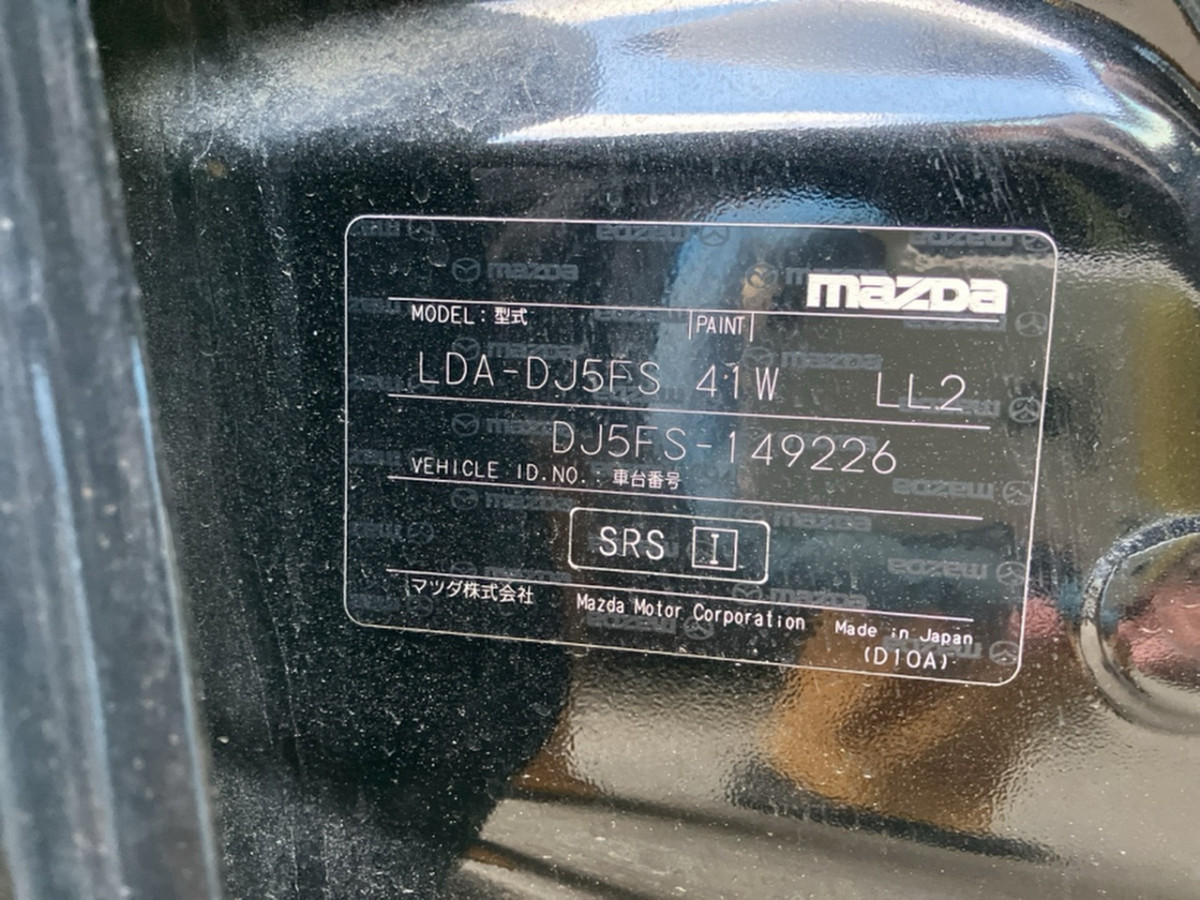 mazda
MODEL : 型式 PAINT
LDA-DJ5FS 41W LL2
DJ5FS-149226
VEHICLE ID.NO. : 車台番号
SRS I
マツダ株式会社 Mazda Motor Corporation Made in Japan
(D10A)